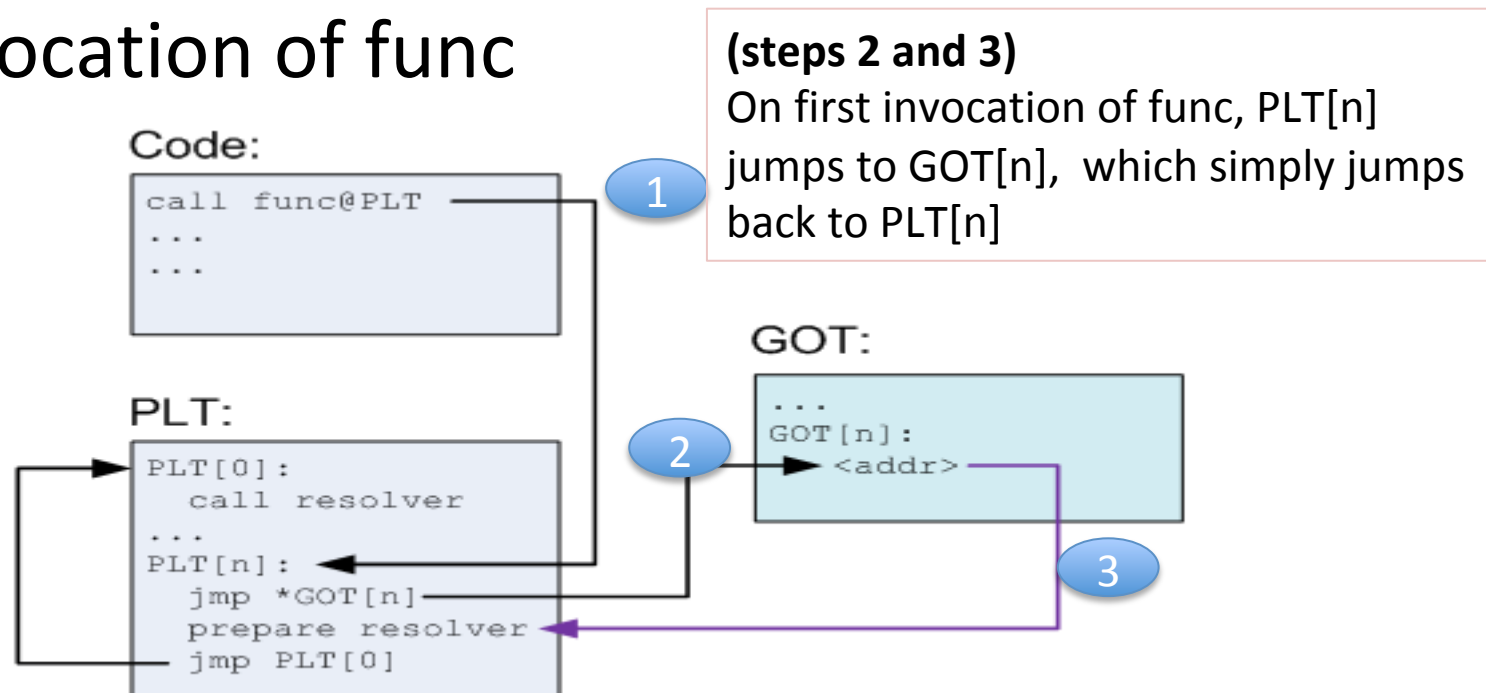 ocation of func
(steps 2 and 3)
On first invocation of func, PLT[n]
jumps to GOT[n], which simply jumps
back to PLT[n]
Code:
call func@PLT
...
...
1
GOT:
...
GOT[n]:
<addr>
2
3
PLT:
PLT[0]:
call resolver
...
PLT[n]:
jmp *GOT[n]
prepare resolver
jmp PLT[0]